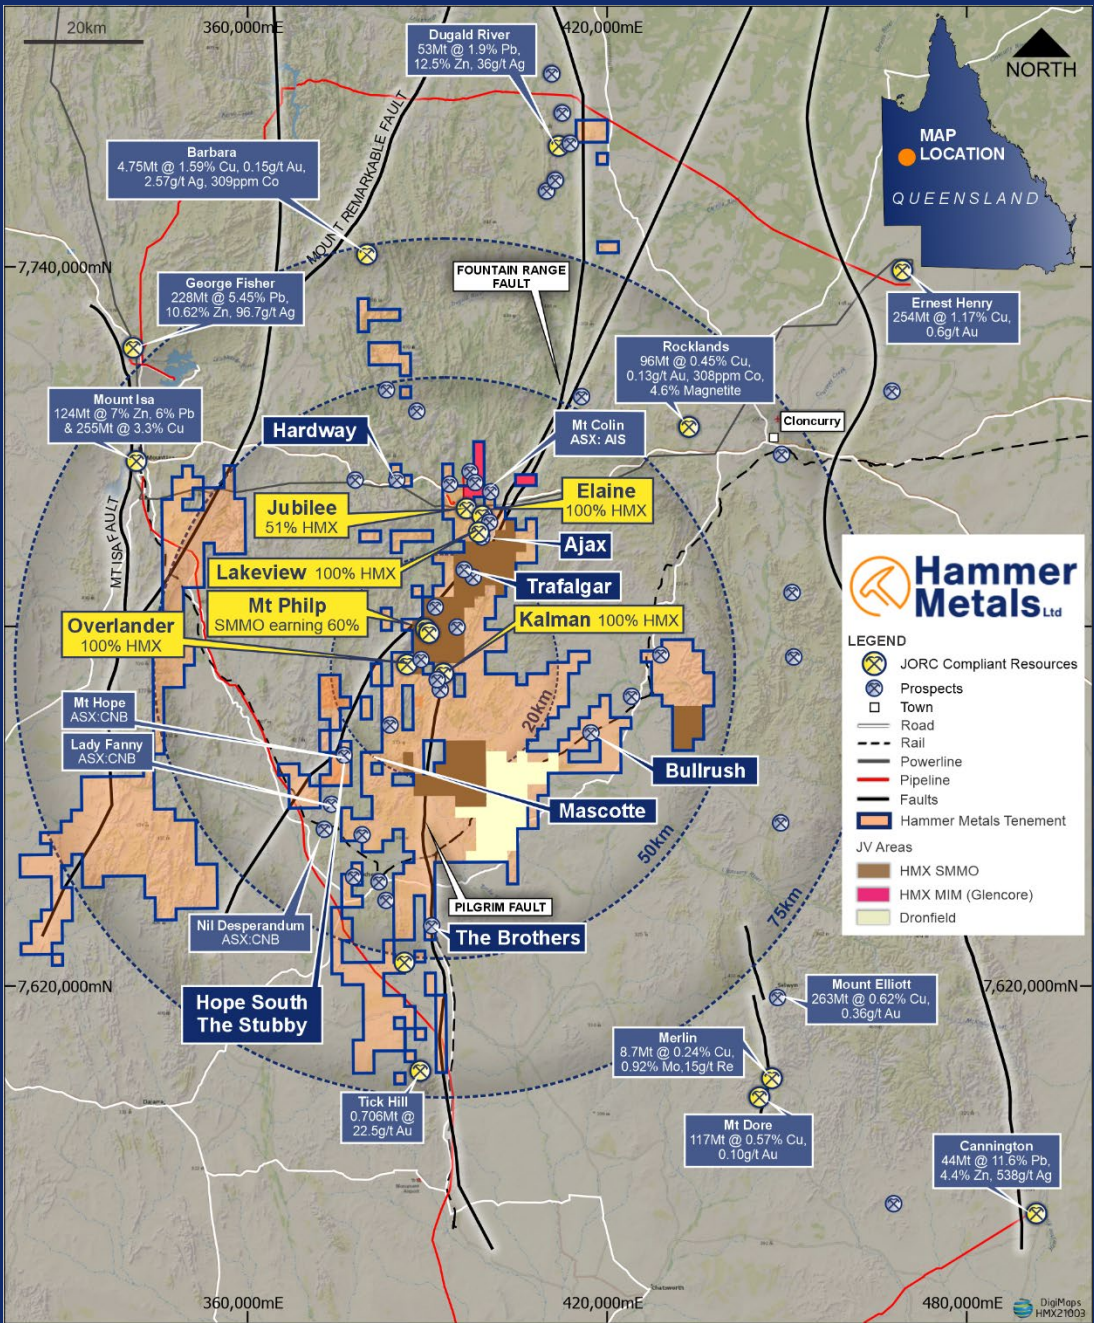 20km
360,000mE
420,000mE
Dugald River
53Mt @ 1.9% Pb,
12.5% Zn, 36g/t Ag
NORTH
MAP
LOCATION
QUEENSLAND
MOUNT REMARKABLE FAULT
Barbara
4.75Mt @ 1.59% Cu, 0.15g/t Au,
2.57g/t Ag, 309ppm Co
7,740,000mN
FOUNTAIN RANGE
FAULT
George Fisher
228Mt @ 5.45% Pb,
10.62% Zn, 96.7g/t Ag
Ernest Henry
254Mt @ 1.17% Cu,
0.6g/t Au
Rocklands
96Mt @ 0.45% Cu,
0.13g/t Au, 308ppm Co,
4.6% Magnetite
Mount Isa
124Mt @ 7% Zn, 6% Pb
& 255Mt @ 3.3% Cu
Hardway
Mt Colin
ASX: AIS
Cloncurry
MT ISA FAULT
Jubilee
51% HMX
Elaine
100% HMX
Ajax
Lakeview 100% HMX
Trafalgar
Mt Philp
SMMO earning 60%
Overlander
100% HMX
Kalman 100% HMX
Hammer
Metals Ltd
LEGEND
JORC Compliant Resources
Prospects
Town
Road
Rail
Powerline
Pipeline
Faults
Hammer Metals Tenement
JV Areas
HMX SMMO
HMX MIM (Glencore)
Dronfield
Mt Hope
ASX:CNB
20km
Lady Fanny
ASX:CNB
Bullrush
Mascotte
50km
75km
PILGRIM FAULT
Nil Desperandum
ASX:CNB
The Brothers
Hope South
The Stubby
7,620,000mN
7,620,000mN
Mount Elliott
263Mt @ 0.62% Cu,
0.36g/t Au
Merlin
8.7Mt @ 0.24% Cu,
0.92% Mo,15g/t Re
Tick Hill
0.706Mt @
22.5g/t Au
Mt Dore
117Mt @ 0.57% Cu,
0.10g/t Au
Cannington
44Mt @ 11.6% Pb,
4.4% Zn, 538g/t Ag
360,000mE
420,000mE
480,000mE
DigiMaps
HMX21003